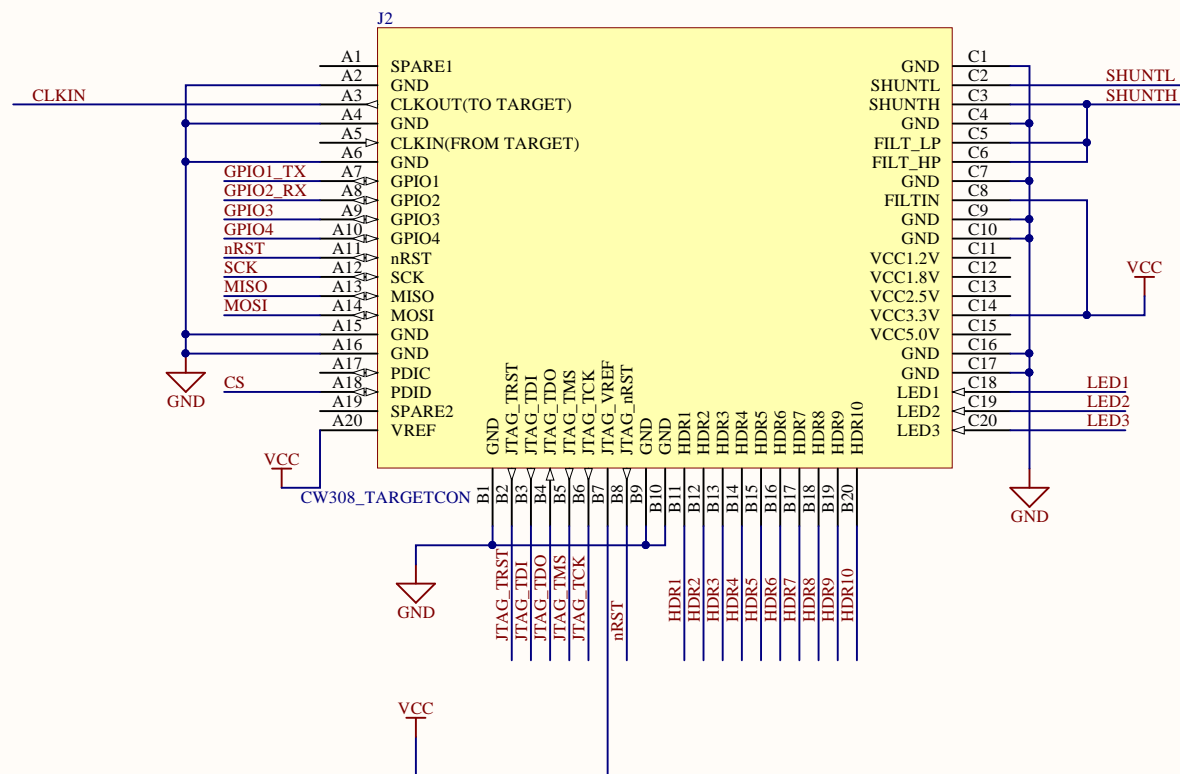 J2
A1 SPARE1
A2 GND
CLKIN A3 CLKOUT(TO TARGET)
A4 GND
A5 CLKIN(FROM TARGET)
A6 GND
GPIO1_TX A7 GPIO1
GPIO2_RX A8 GPIO2
GPIO3 A9 GPIO3
GPIO4 A10 GPIO4
nRST A11 nRST
SCK A12 SCK
MISO A13 MISO
MOSI A14 MOSI
A15 GND
A16 GND
A17 PDIC
GND
CS A18 PDID
A19 SPARE2
A20 VREF
VCC
GND C1
SHUNTL C2 SHUNTL
SHUNTH C3 SHUNTH
GND C4
FILT_LP C5
FILT_HP C6
GND C7
FILTIN C8
GND C9
GND C10
VCC1.2V C11
VCC1.8V C12
VCC2.5V C13
VCC3.3V C14
VCC5.0V C15
GND C16
GND C17
LED1 C18 LED1
LED2 C19 LED2
LED3 C20 LED3
VCC
GND
GND
JTAG_TRST
JTAG_TDI
JTAG_TDO
JTAG_TMS
JTAG_TCK
JTAG_VREF
JTAG_nRST
GND
GND
HDR1
HDR2
HDR3
HDR4
HDR5
HDR6
HDR7
HDR8
HDR9
HDR10
CW308_TARGETCON
B1
B2
B3
B4
B5
B6
B7
B8
B9
B10
B11
B12
B13
B14
B15
B16
B17
B18
B19
B20
GND
JTAG_TRST
JTAG_TDI
JTAG_TDO
JTAG_TMS
JTAG_TCK
nRST
HDR1
HDR2
HDR3
HDR4
HDR5
HDR6
HDR7
HDR8
HDR9
HDR10
VCC